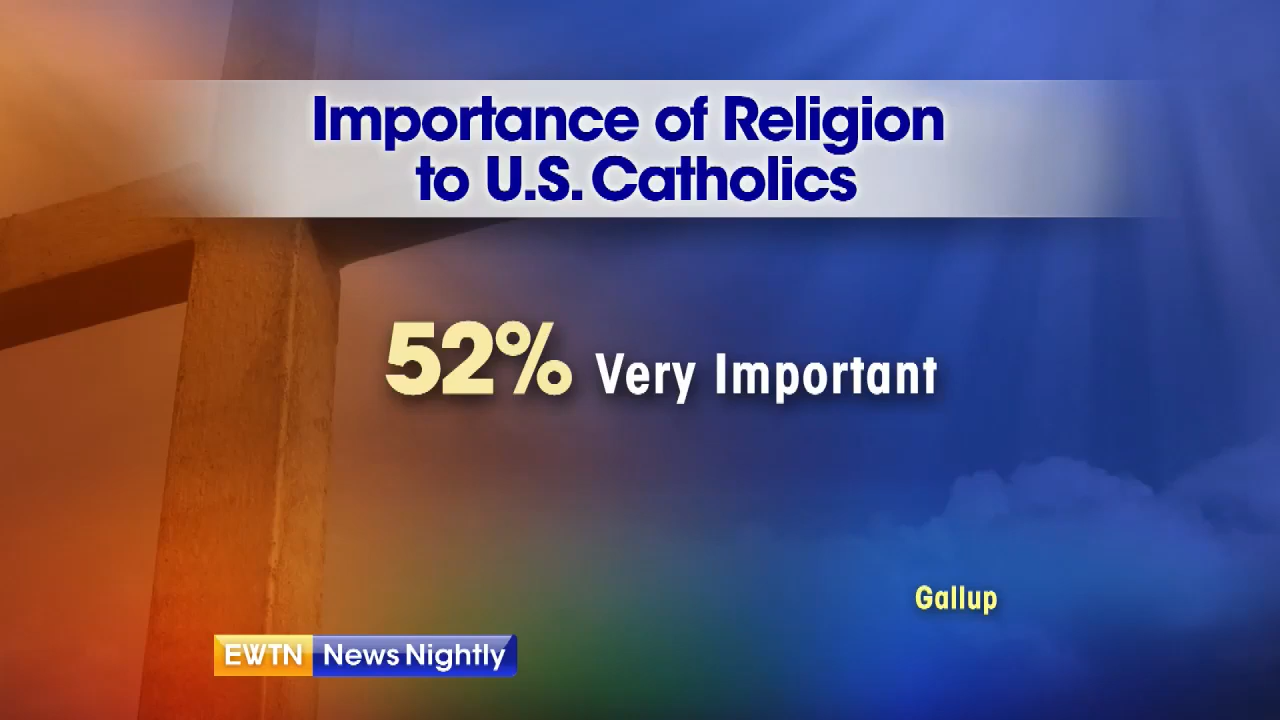 Importance of Religion
to U.S. Catholics
52% Very Important
Gallup
EWTN News Nightly